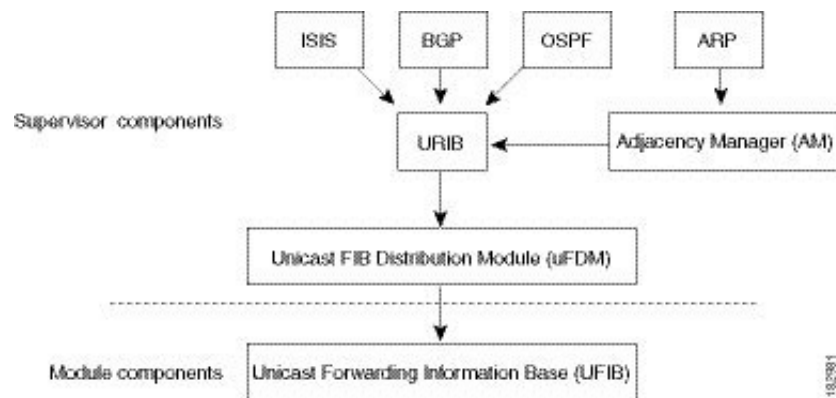 ISIS
BGP
OSPF
ARP
Supervisor components
URIB
Adjacency Manager (AM)
Unicast FIB Distribution Module (uFDM)
Module components
Unicast Forwarding Information Base (UFIB)
182981